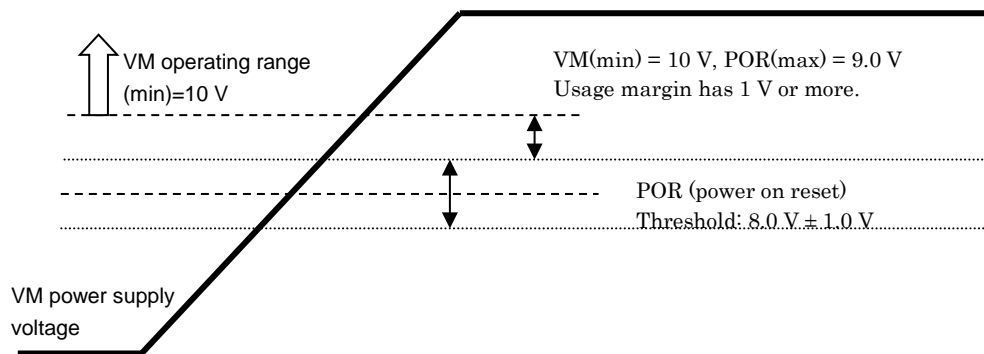 VM operating range
(min)=10 V
VM(min) = 10 V, POR(max) = 9.0 V
Usage margin has 1 V or more.
POR (power on reset)
Threshold: 8.0 V ± 1.0 V
VM power supply
voltage